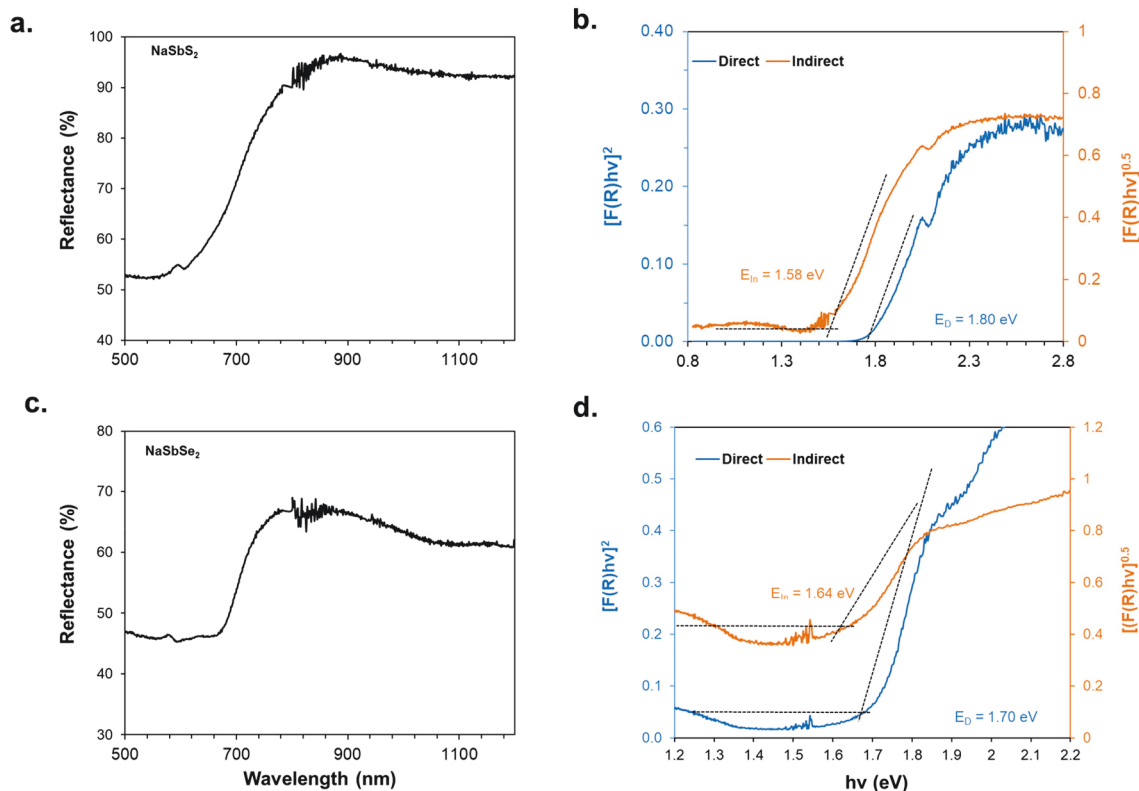 a.
NaSbS₂
100
90
80
70
60
50
40
Reflectance (%)
500 700 900 1100
b.
Direct Indirect
0.40
0.30
0.20
0.10
0.00
[F(R)hv]²
1
0.8
0.6
0.4
0.2
0
[F(R)hv]⁰·⁵
E_In = 1.58 eV
E_D = 1.80 eV
0.8 1.3 1.8 2.3 2.8
c.
NaSbSe₂
80
70
60
50
40
30
Reflectance (%)
500 700 900 1100
Wavelength (nm)
d.
Direct Indirect
0.6
0.5
0.4
0.3
0.2
0.1
0.0
[F(R)hv]²
1.2
1
0.8
0.6
0.4
0.2
0
[(F(R)hv]⁰·⁵
E_In = 1.64 eV
E_D = 1.70 eV
1.2 1.3 1.4 1.5 1.6 1.7 1.8 1.9 2 2.1 2.2
hv (eV)